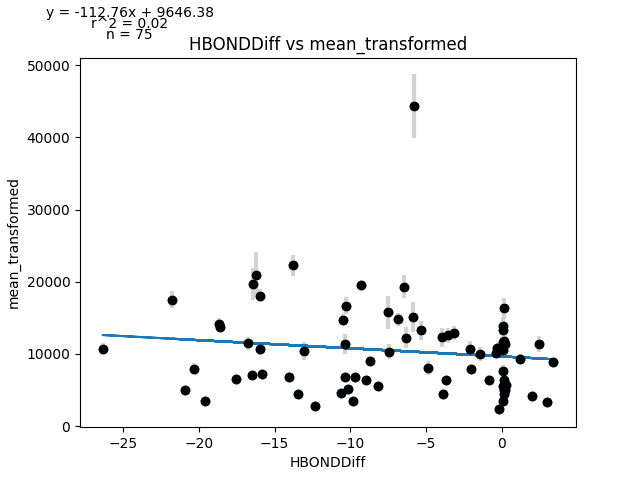 y = -112.76x + 9646.38
r^2 = 0.02
n = 75
HBONDDiff vs mean_transformed
mean_transformed
50000
40000
30000
20000
10000
0
−25
−20
−15
−10
−5
0
HBONDDiff